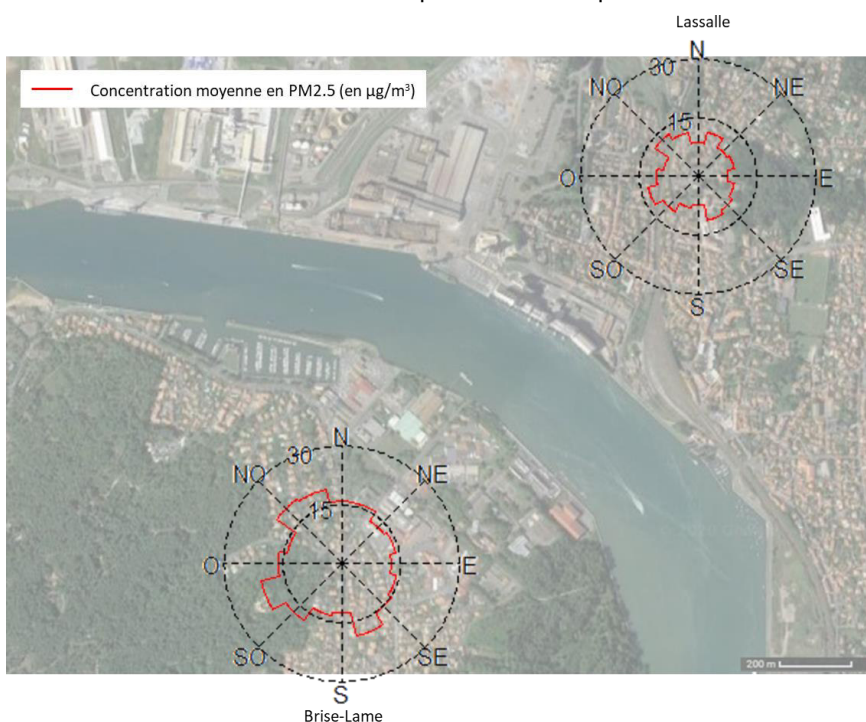 Lassalle
N
30
NO
NE
15
O
E
SO
SE
S
Concentration moyenne en PM2.5 (en µg/m³)
N
30
NO
NE
15
O
E
SO
SE
S
200 m
Brise-Lame